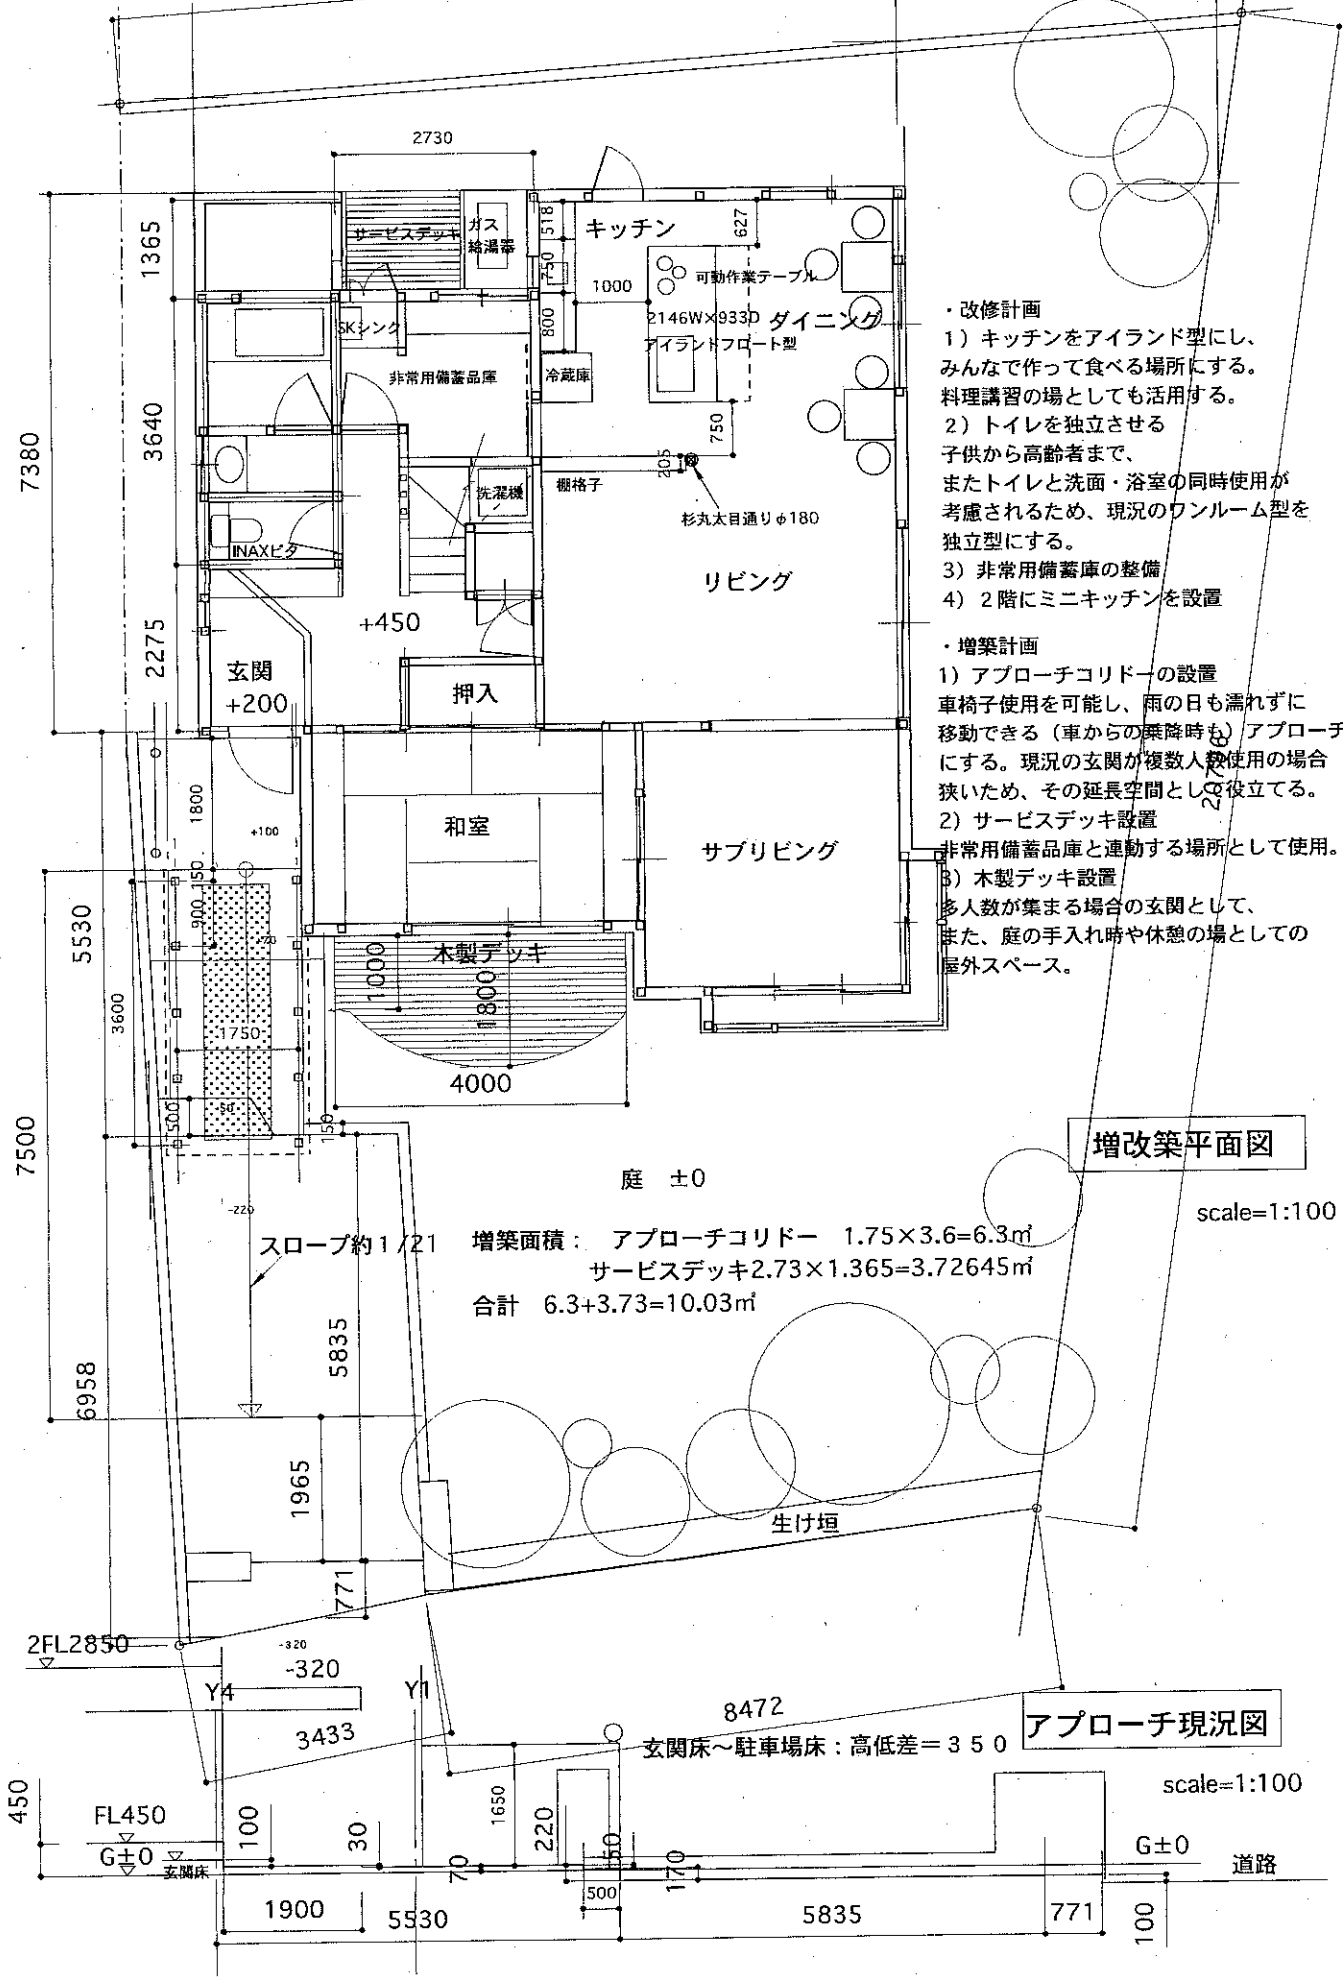 2730
1365
サービスデッキ
ガス
給湯器
518
キッチン
627
750
1000
可動作業テーブル
2146W×933D
ダイニング
アイランドフロート型
800
SKシンク
非常用備蓄品庫
冷蔵庫
7380
3640
750
205
洗濯機
棚格子
杉丸太目通りφ180
INAXピタ
リビング
+450
2275
玄関
+200
押入
・改修計画
1）キッチンをアイランド型にし、
みんなで作って食べる場所にする。
料理講習の場としても活用する。
2）トイレを独立させる
子供から高齢者まで、
またトイレと洗面・浴室の同時使用が
考慮されるため、現況のワンルーム型を
独立型にする。
3）非常用備蓄庫の整備
4）２階にミニキッチンを設置
・増築計画
1）アプローチコリドーの設置
車椅子使用を可能し、雨の日も濡れずに
移動できる（車からの乗降時も）アプローチ
にする。現況の玄関が複数人数使用の場合
狭いため、その延長空間として役立てる。
2）サービスデッキ設置
非常用備蓄品庫と連動する場所として使用。
3）木製デッキ設置
多人数が集まる場合の玄関として、
また、庭の手入れ時や休憩の場としての
屋外スペース。
1800
+100
和室
サブリビング
150
900
-70
5530
木製デッキ
1000
1800
3600
1750
4000
500
-50
150
7500
増改築平面図
scale=1:100
庭　±0
-220
スロープ約1/21
増築面積：　アプローチコリドー　1.75×3.6=6.3㎡
サービスデッキ2.73×1.365=3.72645㎡
合計　6.3+3.73=10.03㎡
5835
6958
1965
生け垣
771
2FL2850
-320
-320
Y4
Y1
3433
8472
玄関床～駐車場床：高低差＝３５０
アプローチ現況図
scale=1:100
450
FL450
G±0
玄関床
100
30
70
1650
220
50
170
G±0
道路
1900
5530
500
5835
771
100